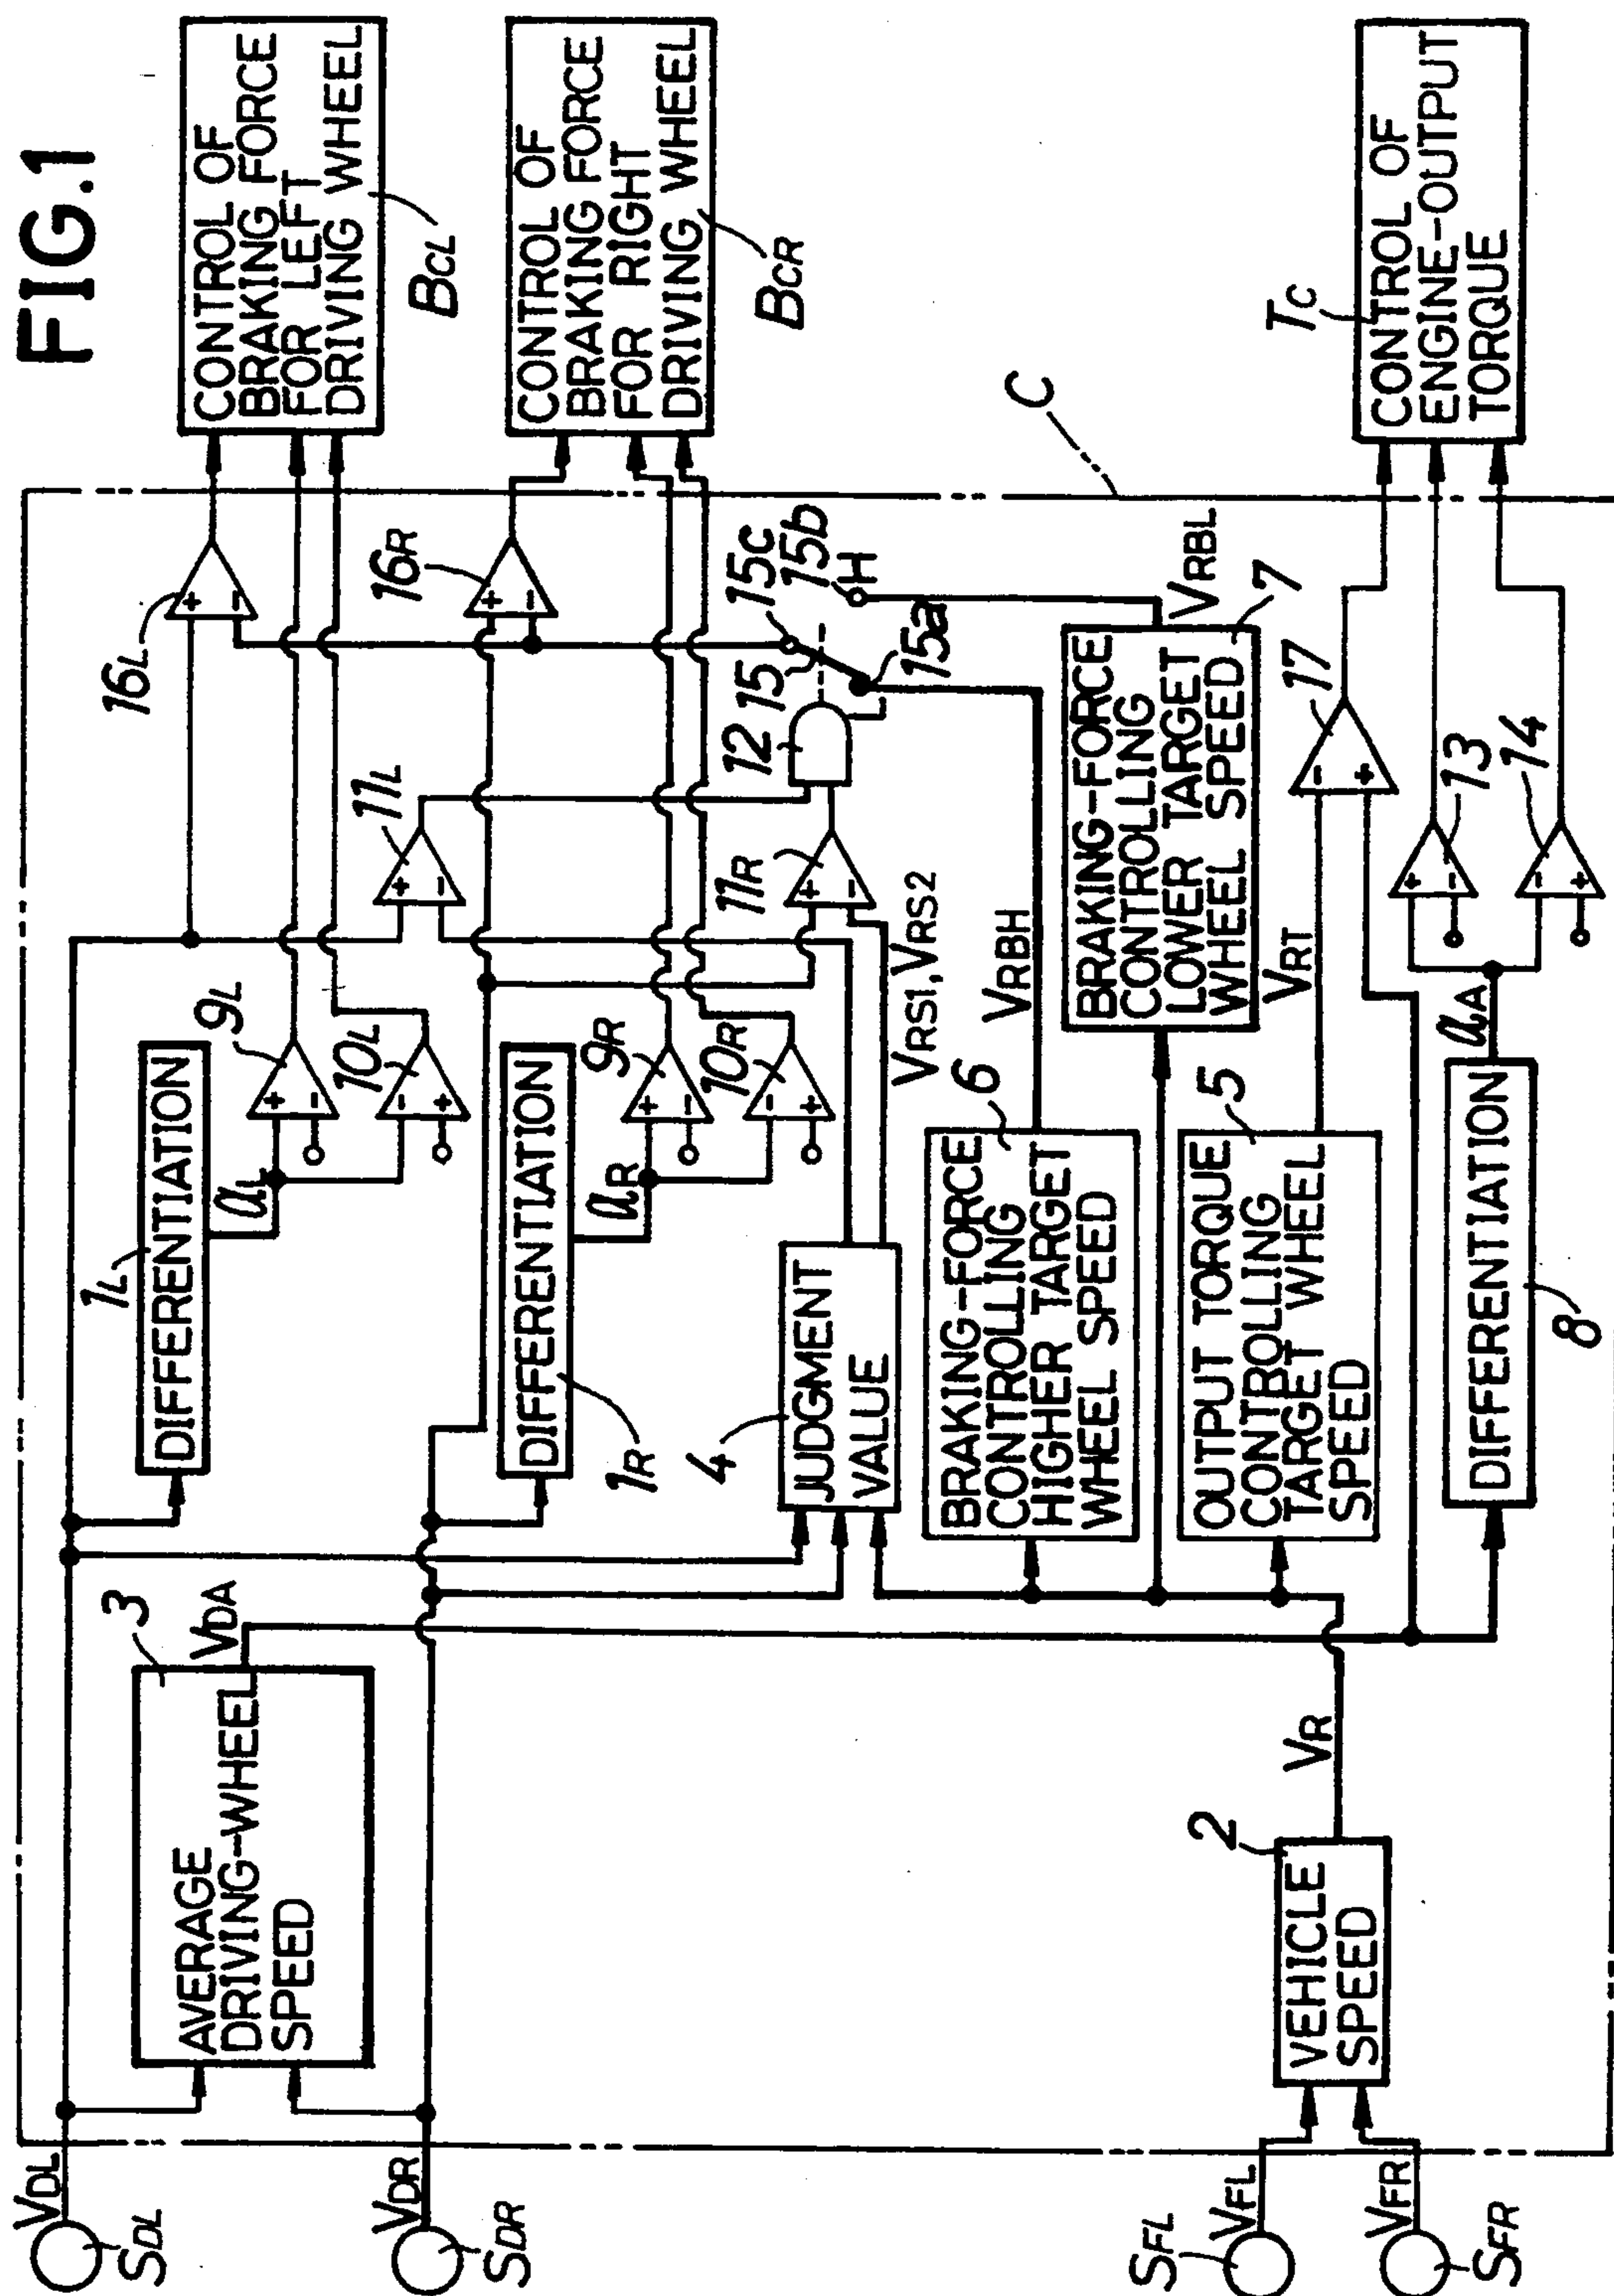 FIG.1
VDL
SDL
VDR
SDR
VFL
SFL
VFR
SFR
AVERAGE
DRIVING-WHEEL
SPEED
3
VDA
VEHICLE
SPEED
2
VR
1L
DIFFERENTIATION
αL
9L
10L
DIFFERENTIATION
1R
αR
9R
10R
4
JUDGMENT
VALUE
VRS1, VRS2
BRAKING-FORCE
CONTROLLING
HIGHER TARGET
WHEEL SPEED
6
VRBH
OUTPUT TORQUE
CONTROLLING
TARGET WHEEL
SPEED
5
VRT
DIFFERENTIATION
8
αA
BRAKING-FORCE
CONTROLLING
LOWER TARGET
WHEEL SPEED
7
VRBL
11L
+
-
11R
+
-
12
L
15
15a
15b
15c
H
16L
+
-
16R
+
-
17
-
+
13
+
-
14
-
+
C
CONTROL OF
BRAKING FORCE
FOR LEFT
DRIVING WHEEL
BCL
CONTROL OF
BRAKING FORCE
FOR RIGHT
DRIVING WHEEL
BCR
TC
CONTROL OF
ENGINE-OUTPUT
TORQUE